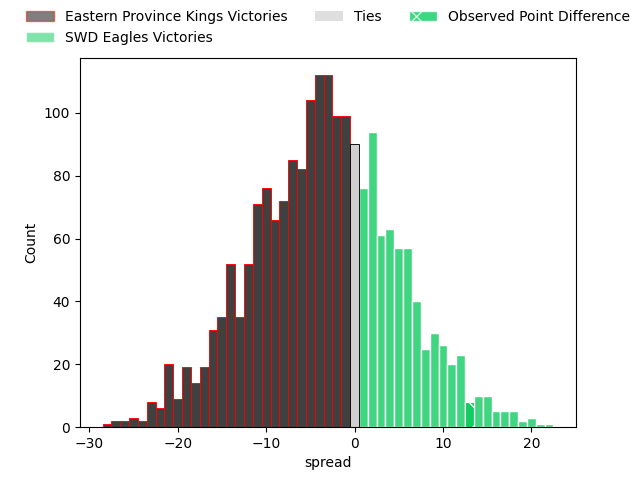 Eastern Province Kings Victories
Ties
Observed Point Difference
SWD Eagles Victories
100
80
60
40
20
0
Count
−30
−20
−10
0
10
20
spread